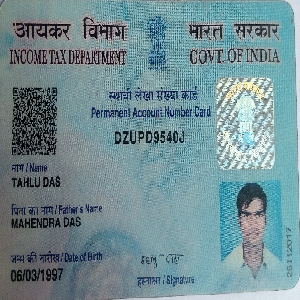 आयकर विभाग भारत सरकार
INCOME TAX DEPARTMENT GOVT. OF INDIA
स्थायी लेखा संख्या कार्ड
Permanent Account Number Card
DZUPD9540J
नाम / Name
TAHLU DAS
पिता का नाम / Father's Name
MAHENDRA DAS
जन्म की तारीख / Date of Birth
06/03/1997
हस्ताक्षर / Signature
28112017